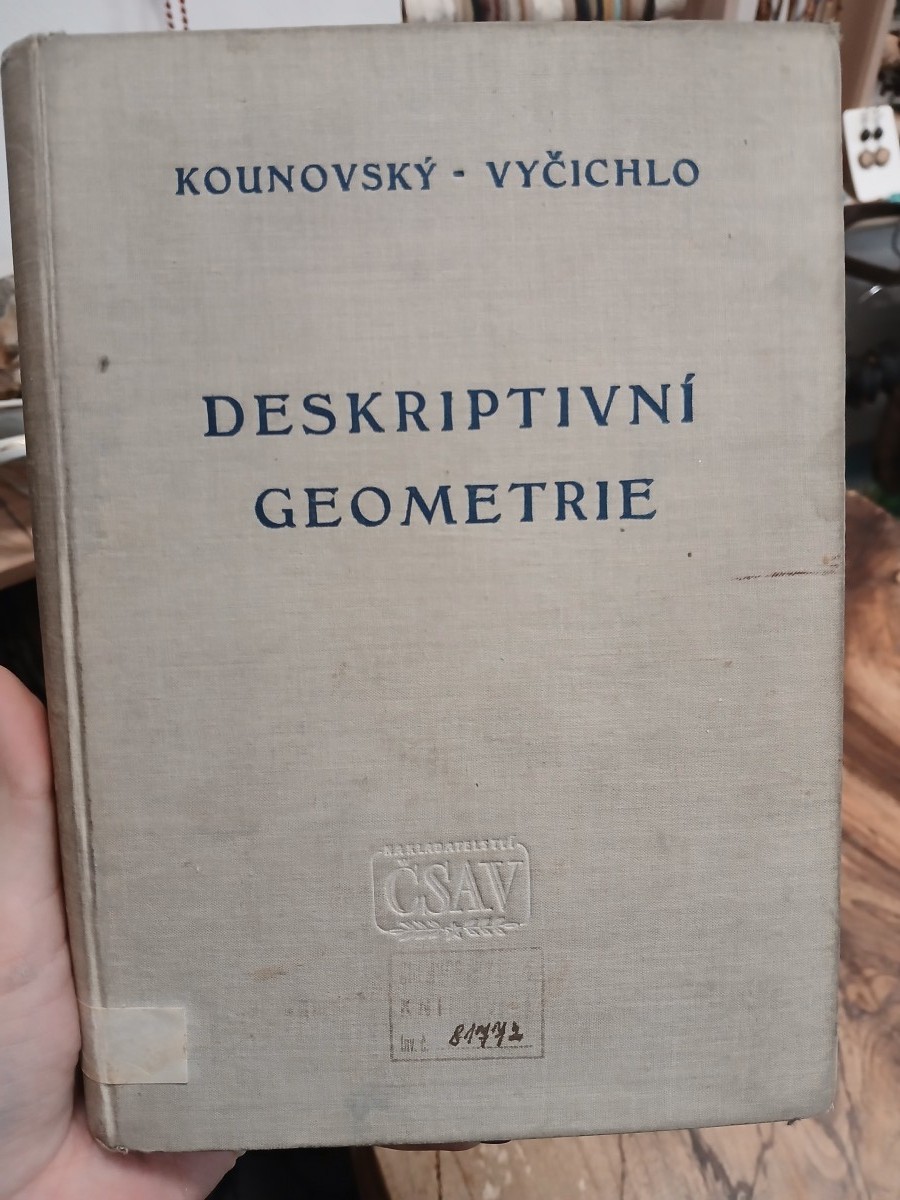 KOUNOVSKÝ - VYČICHLO
DESKRIPTIVNÍ
GEOMETRIE
NAKLADATELSTVÍ
ČSAV
Inv. č. 81772